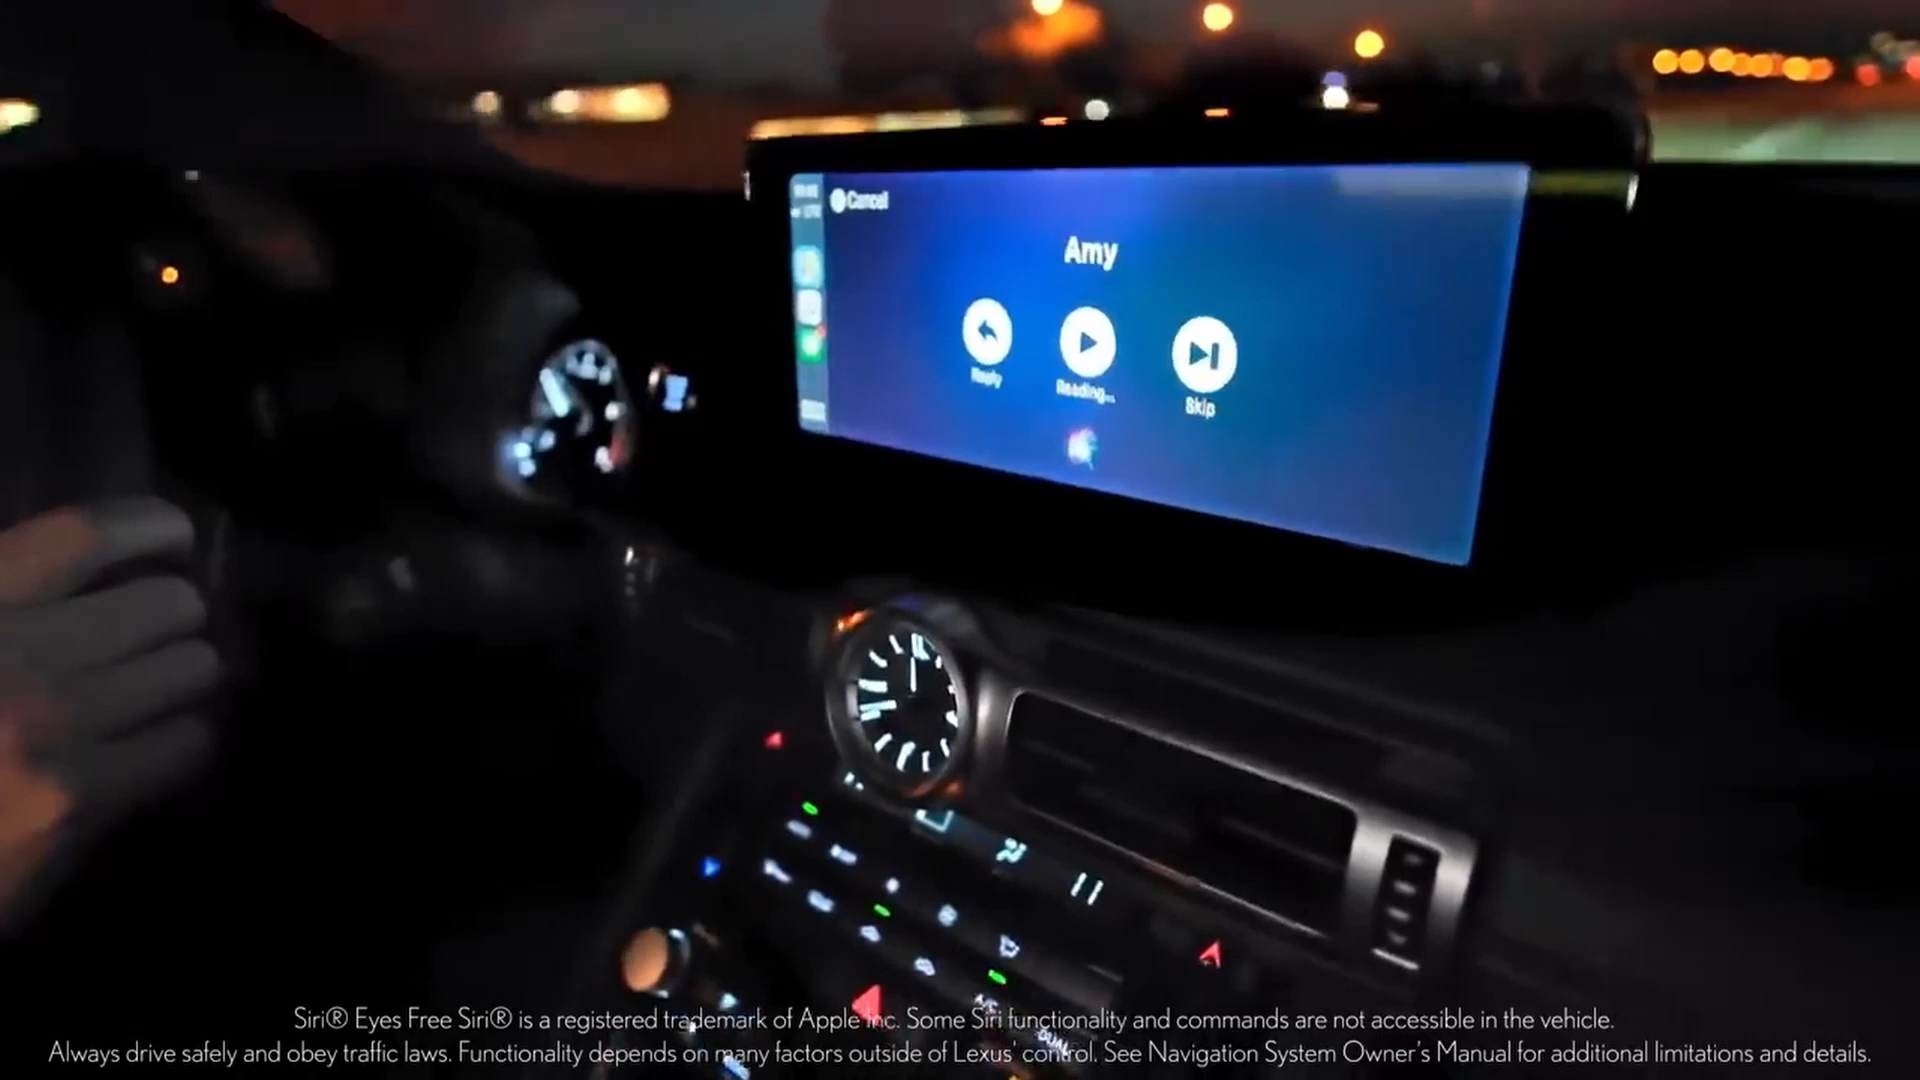 Cancel
Amy
Reply
Reading...
Skip
A/C
DUAL
Siri® Eyes Free Siri® is a registered trademark of Apple Inc. Some Siri functionality and commands are not accessible in the vehicle.
Always drive safely and obey traffic laws. Functionality depends on many factors outside of Lexus' control. See Navigation System Owner's Manual for additional limitations and details.